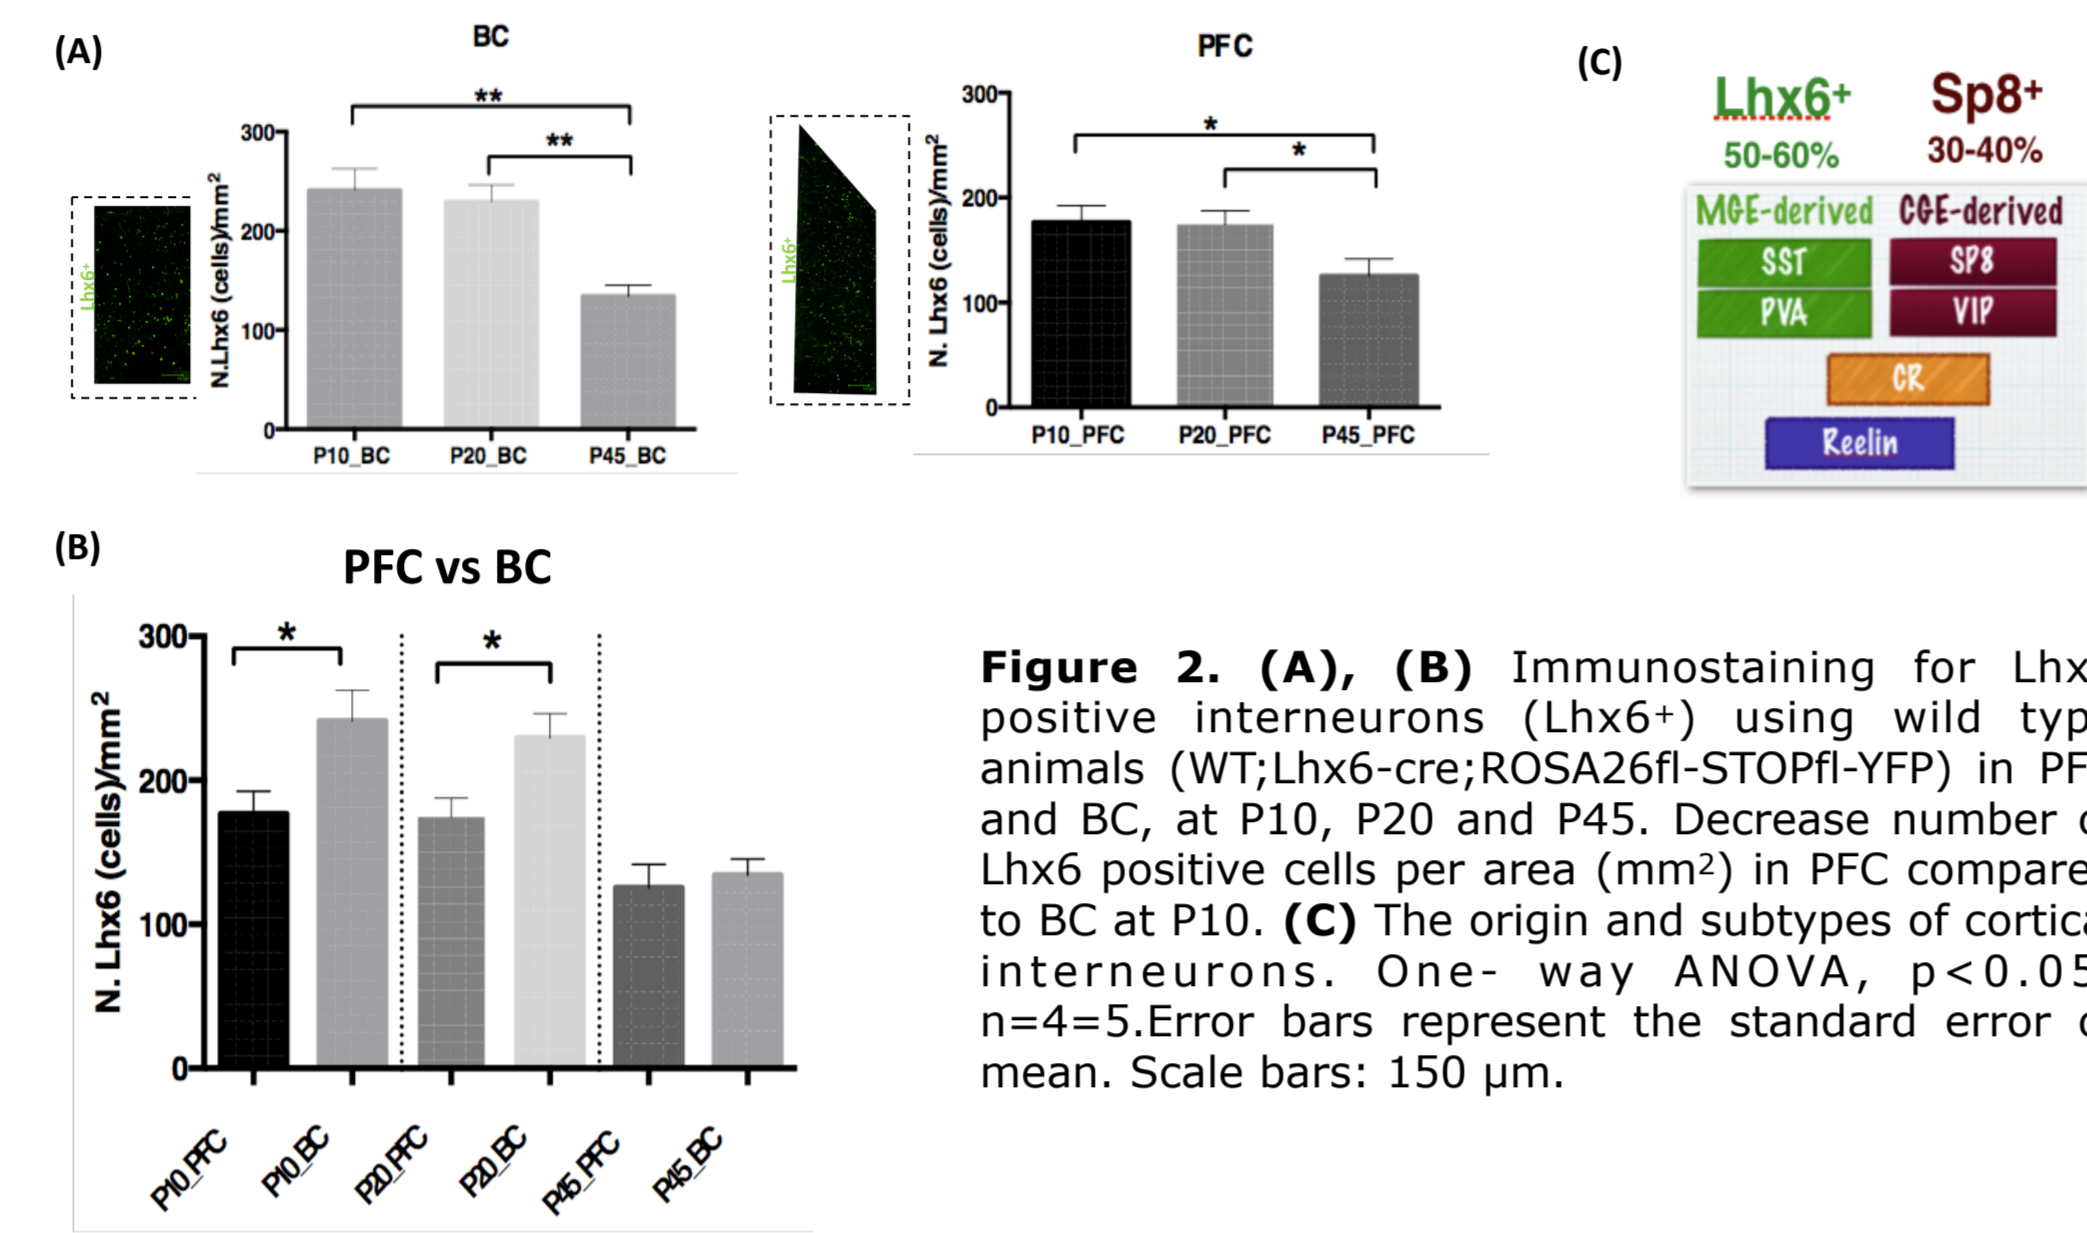 (A)
BC
**
**
300
200
100
0
N.Lhx6 (cells)/mm2
Lhx6+
P10_BC P20_BC P45_BC
PFC
*
*
300
200
100
0
N. Lhx6 (cells)/mm2
Lhx6+
P10_PFC P20_PFC P45_PFC
(C)
Lhx6+ Sp8+
50-60% 30-40%
MGE-derived CGE-derived
SST SP8
PVA VIP
CR
Reelin
(B)
PFC vs BC
* *
300
200
100
0
N. Lhx6 (cells)/mm2
P10_PFC P10_BC P20_PFC P20_BC P45_PFC P45_BC
Figure 2. (A), (B) Immunostaining for Lhx
positive interneurons (Lhx6+) using wild typ
animals (WT;Lhx6-cre;ROSA26fl-STOPfl-YFP) in PF
and BC, at P10, P20 and P45. Decrease number
Lhx6 positive cells per area (mm2) in PFC compare
to BC at P10. (C) The origin and subtypes of cortic
interneurons. One- way ANOVA, p<0.05
n=4=5.Error bars represent the standard error
mean. Scale bars: 150 µm.